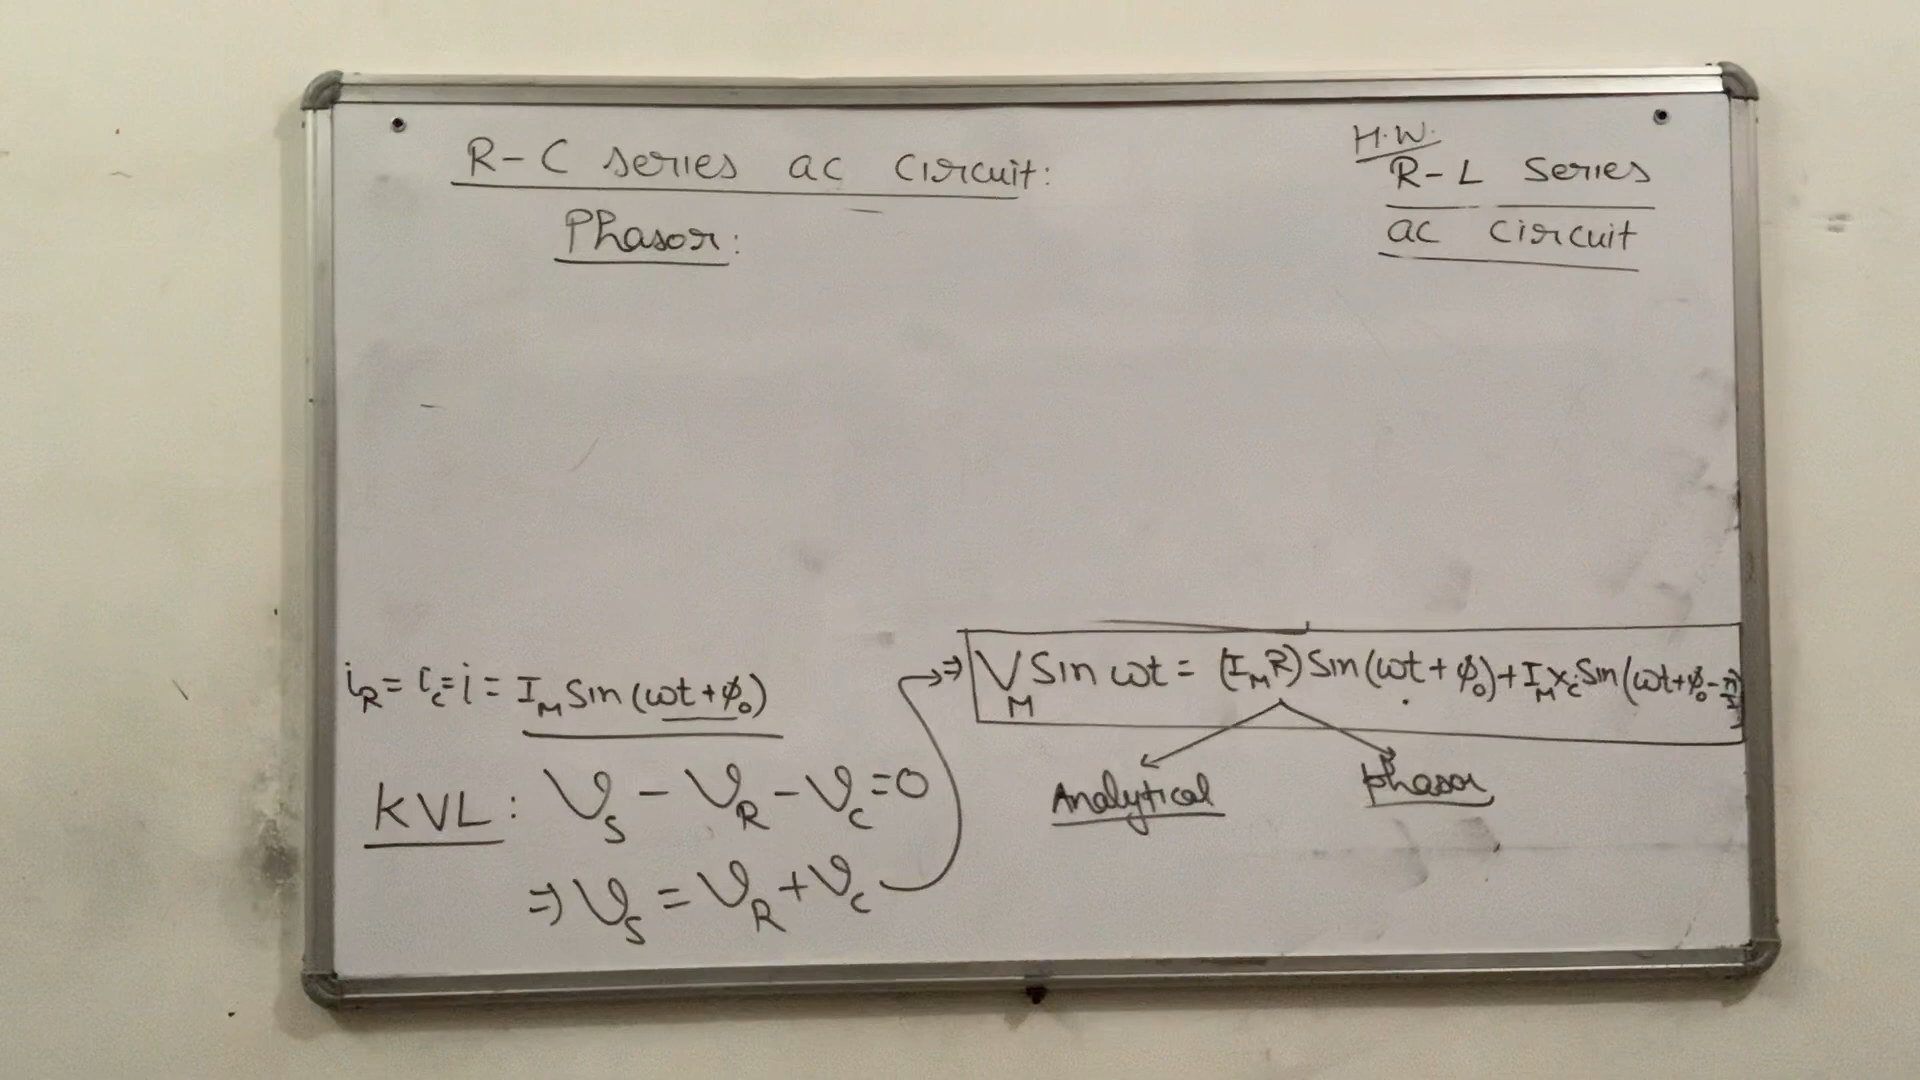 R-C series ac circuit:
Phasor:
H.W.
R-L series
ac circuit
i_R = i_C = i = I_M Sin (ωt + φ₀)
KVL: V_S - V_R - V_C = 0
⇒ V_S = V_R + V_C
⇒ V_M Sin ωt = (I_M R) Sin (ωt + φ₀) + I_M X_C Sin (ωt + φ₀ - π/2)
Analytical
phasor